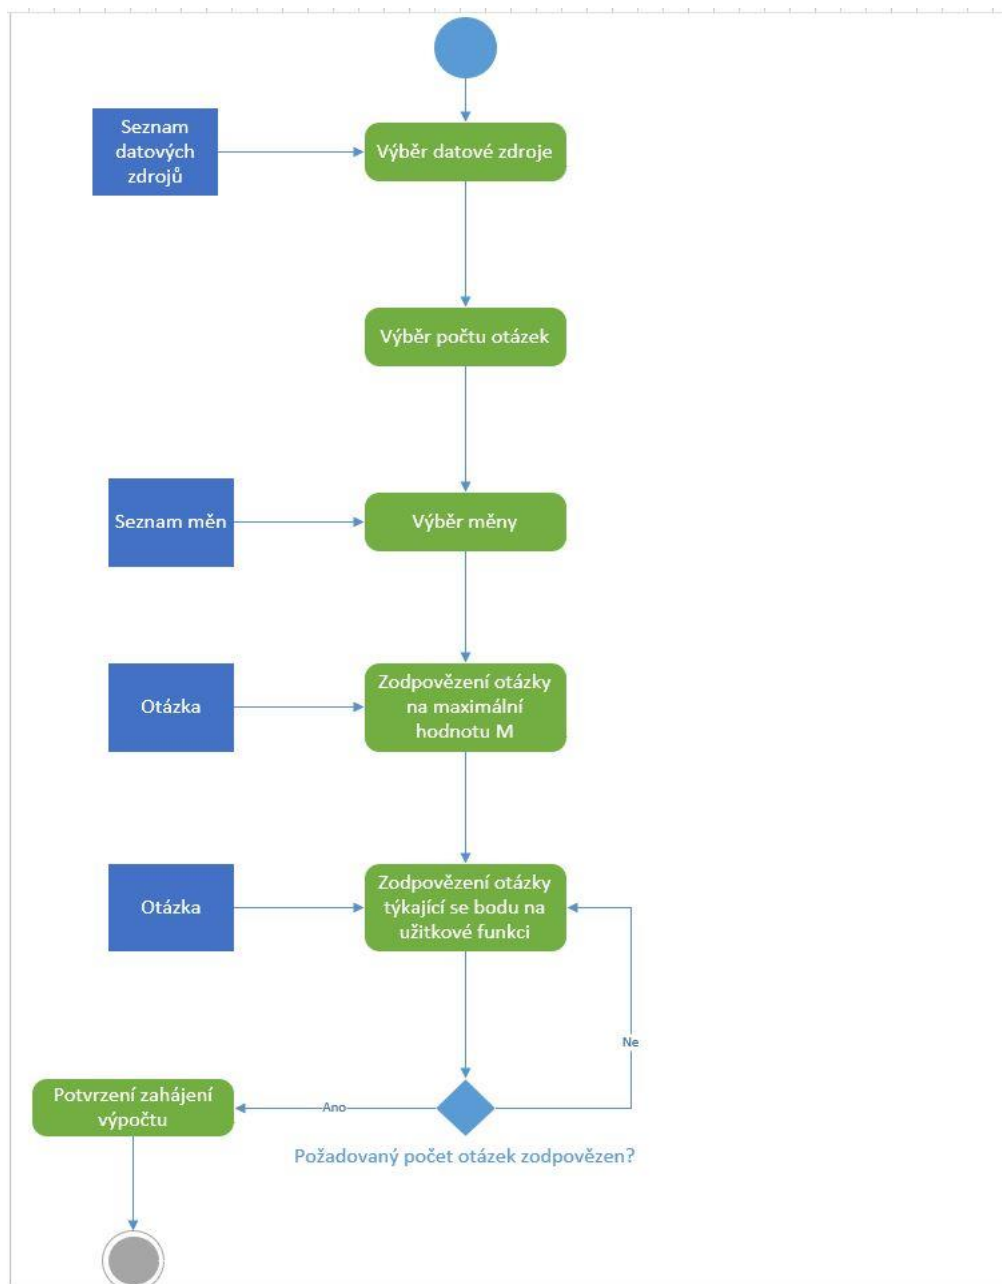 Seznam
datových
zdrojů
Výběr datové zdroje
Výběr počtu otázek
Seznam měn
Výběr měny
Otázka
Zodpovězení otázky
na maximální
hodnotu M
Otázka
Zodpovězení otázky
týkající se bodu na
užitkové funkci
Ne
Potvrzení zahájení
výpočtu
Ano
Požadovaný počet otázek zodpovězen?